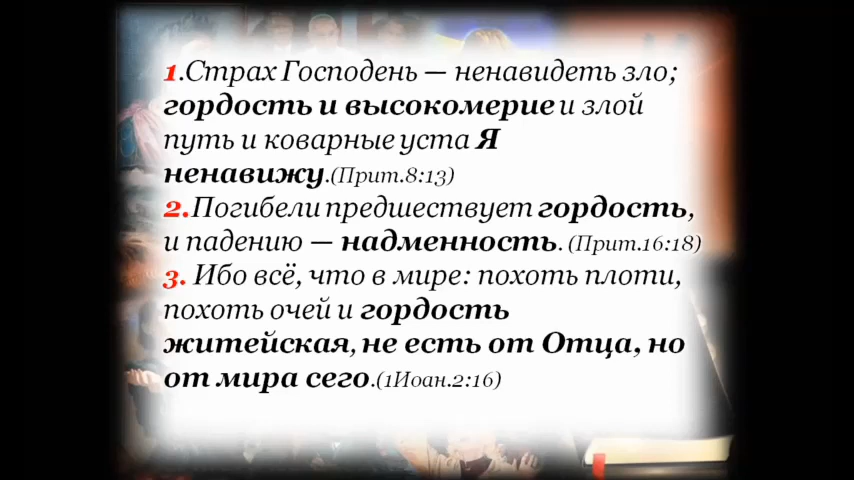 1.Страх Господень — ненавидеть зло;
гордость и высокомерие и злой
путь и коварные уста Я
ненавижу.(Прит.8:13)
2.Погибели предшествует гордость,
и падению — надменность. (Прит.16:18)
3. Ибо всё, что в мире: похоть плоти,
похоть очей и гордость
житейская, не есть от Отца, но
от мира сего.(1Иоан.2:16)